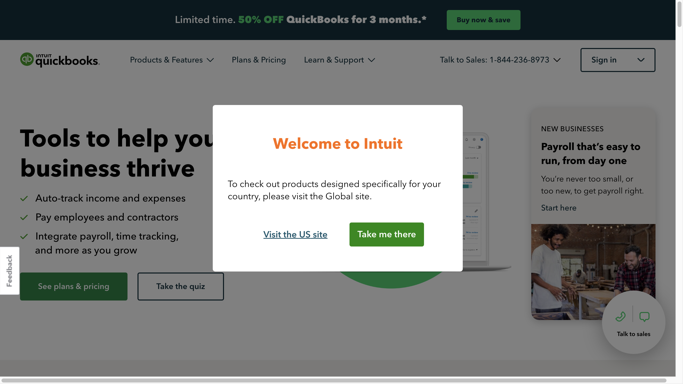 Limited time. 50% OFF QuickBooks for 3 months.*
Buy now & save
intuit
quickbooks.
Products & Features
Plans & Pricing
Learn & Support
Talk to Sales: 1-844-236-8973
Sign in
Tools to help you
business thrive
Auto-track income and expenses
Pay employees and contractors
Integrate payroll, time tracking,
and more as you grow
See plans & pricing
Take the quiz
Welcome to Intuit
To check out products designed specifically for your
country, please visit the Global site.
Visit the US site
Take me there
NEW BUSINESSES
Payroll that's easy to
run, from day one
You're never too small, or
too new, to get payroll right.
Start here
Talk to sales
Feedback